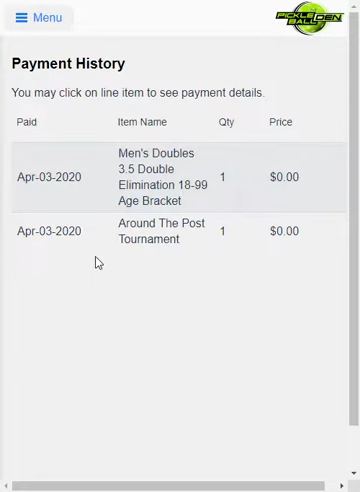 Menu
PICKLE
BALL DEN
Payment History
You may click on line item to see payment details.
Paid Item Name Qty Price
Men's Doubles
3.5 Double
Apr-03-2020 Elimination 18-99 1 $0.00
Age Bracket
Around The Post
Apr-03-2020 Tournament 1 $0.00